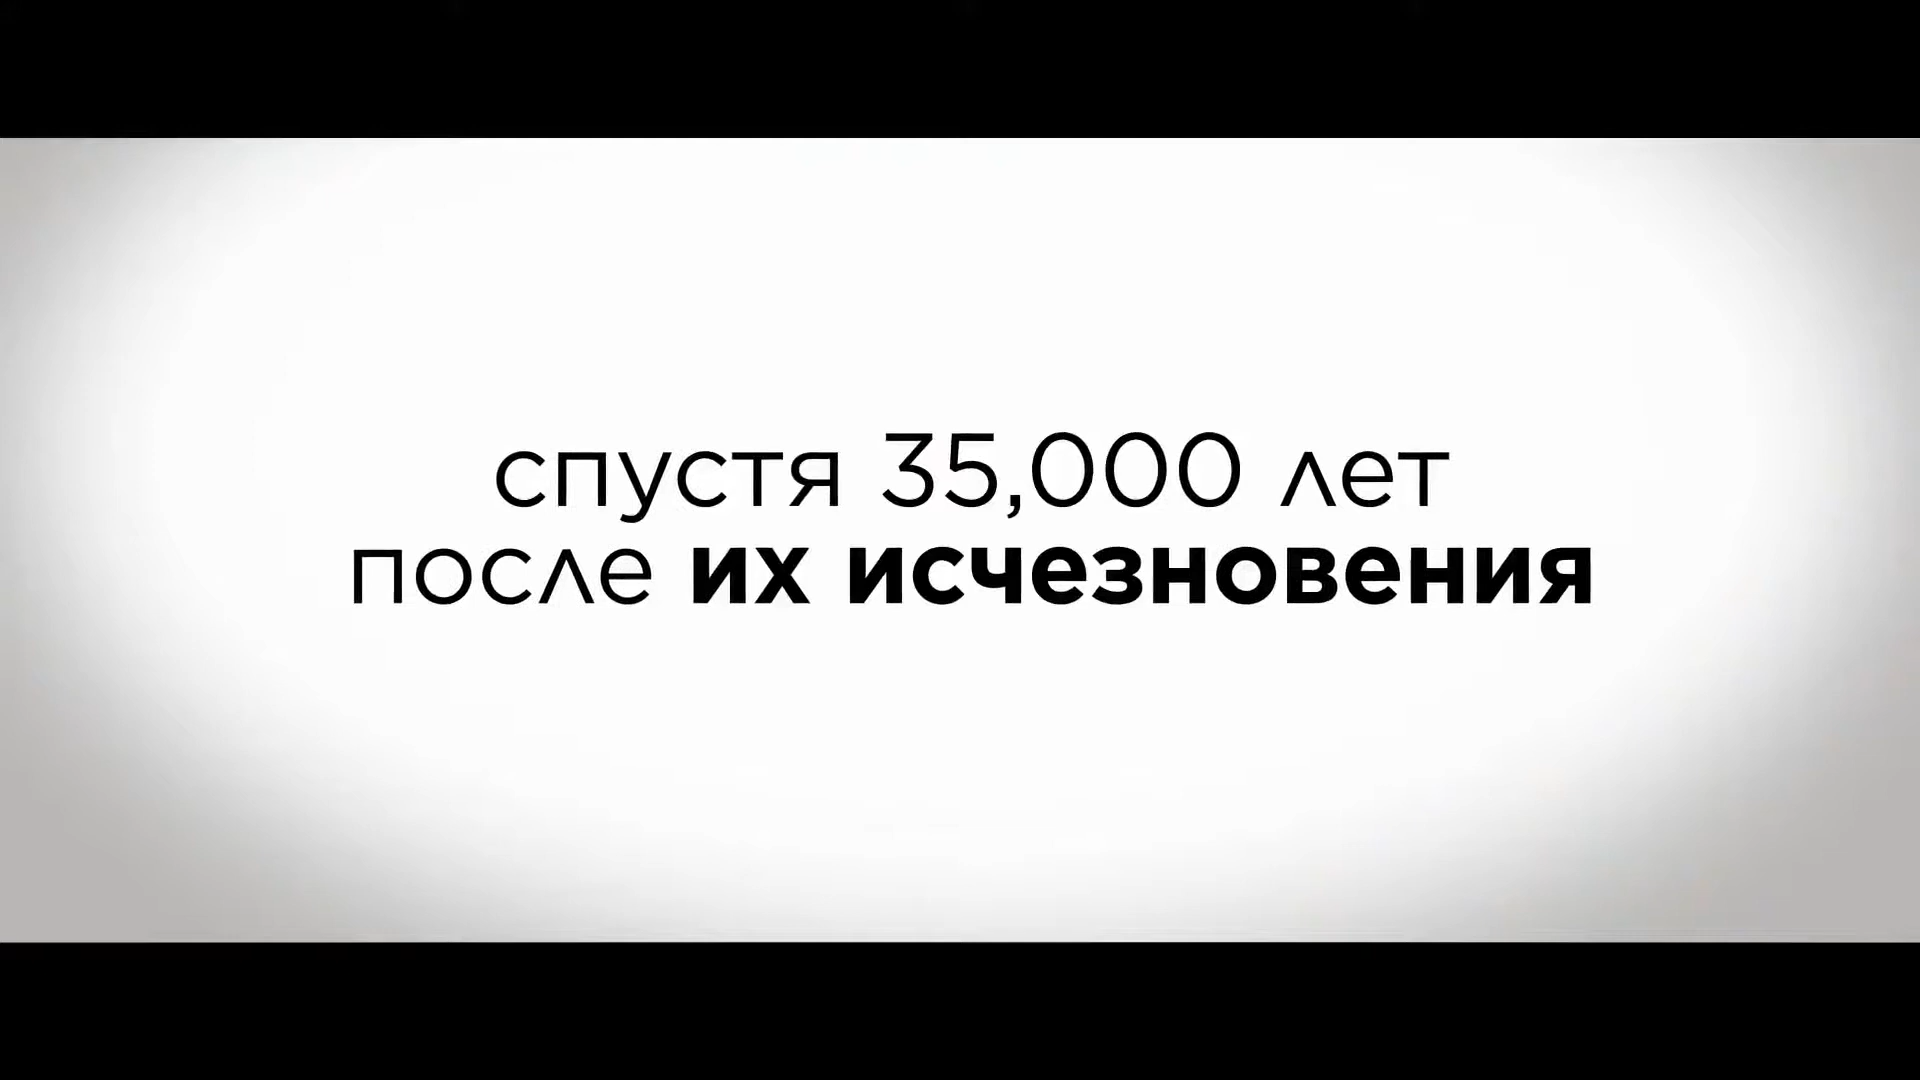 спустя 35,000 лет
после их исчезновения